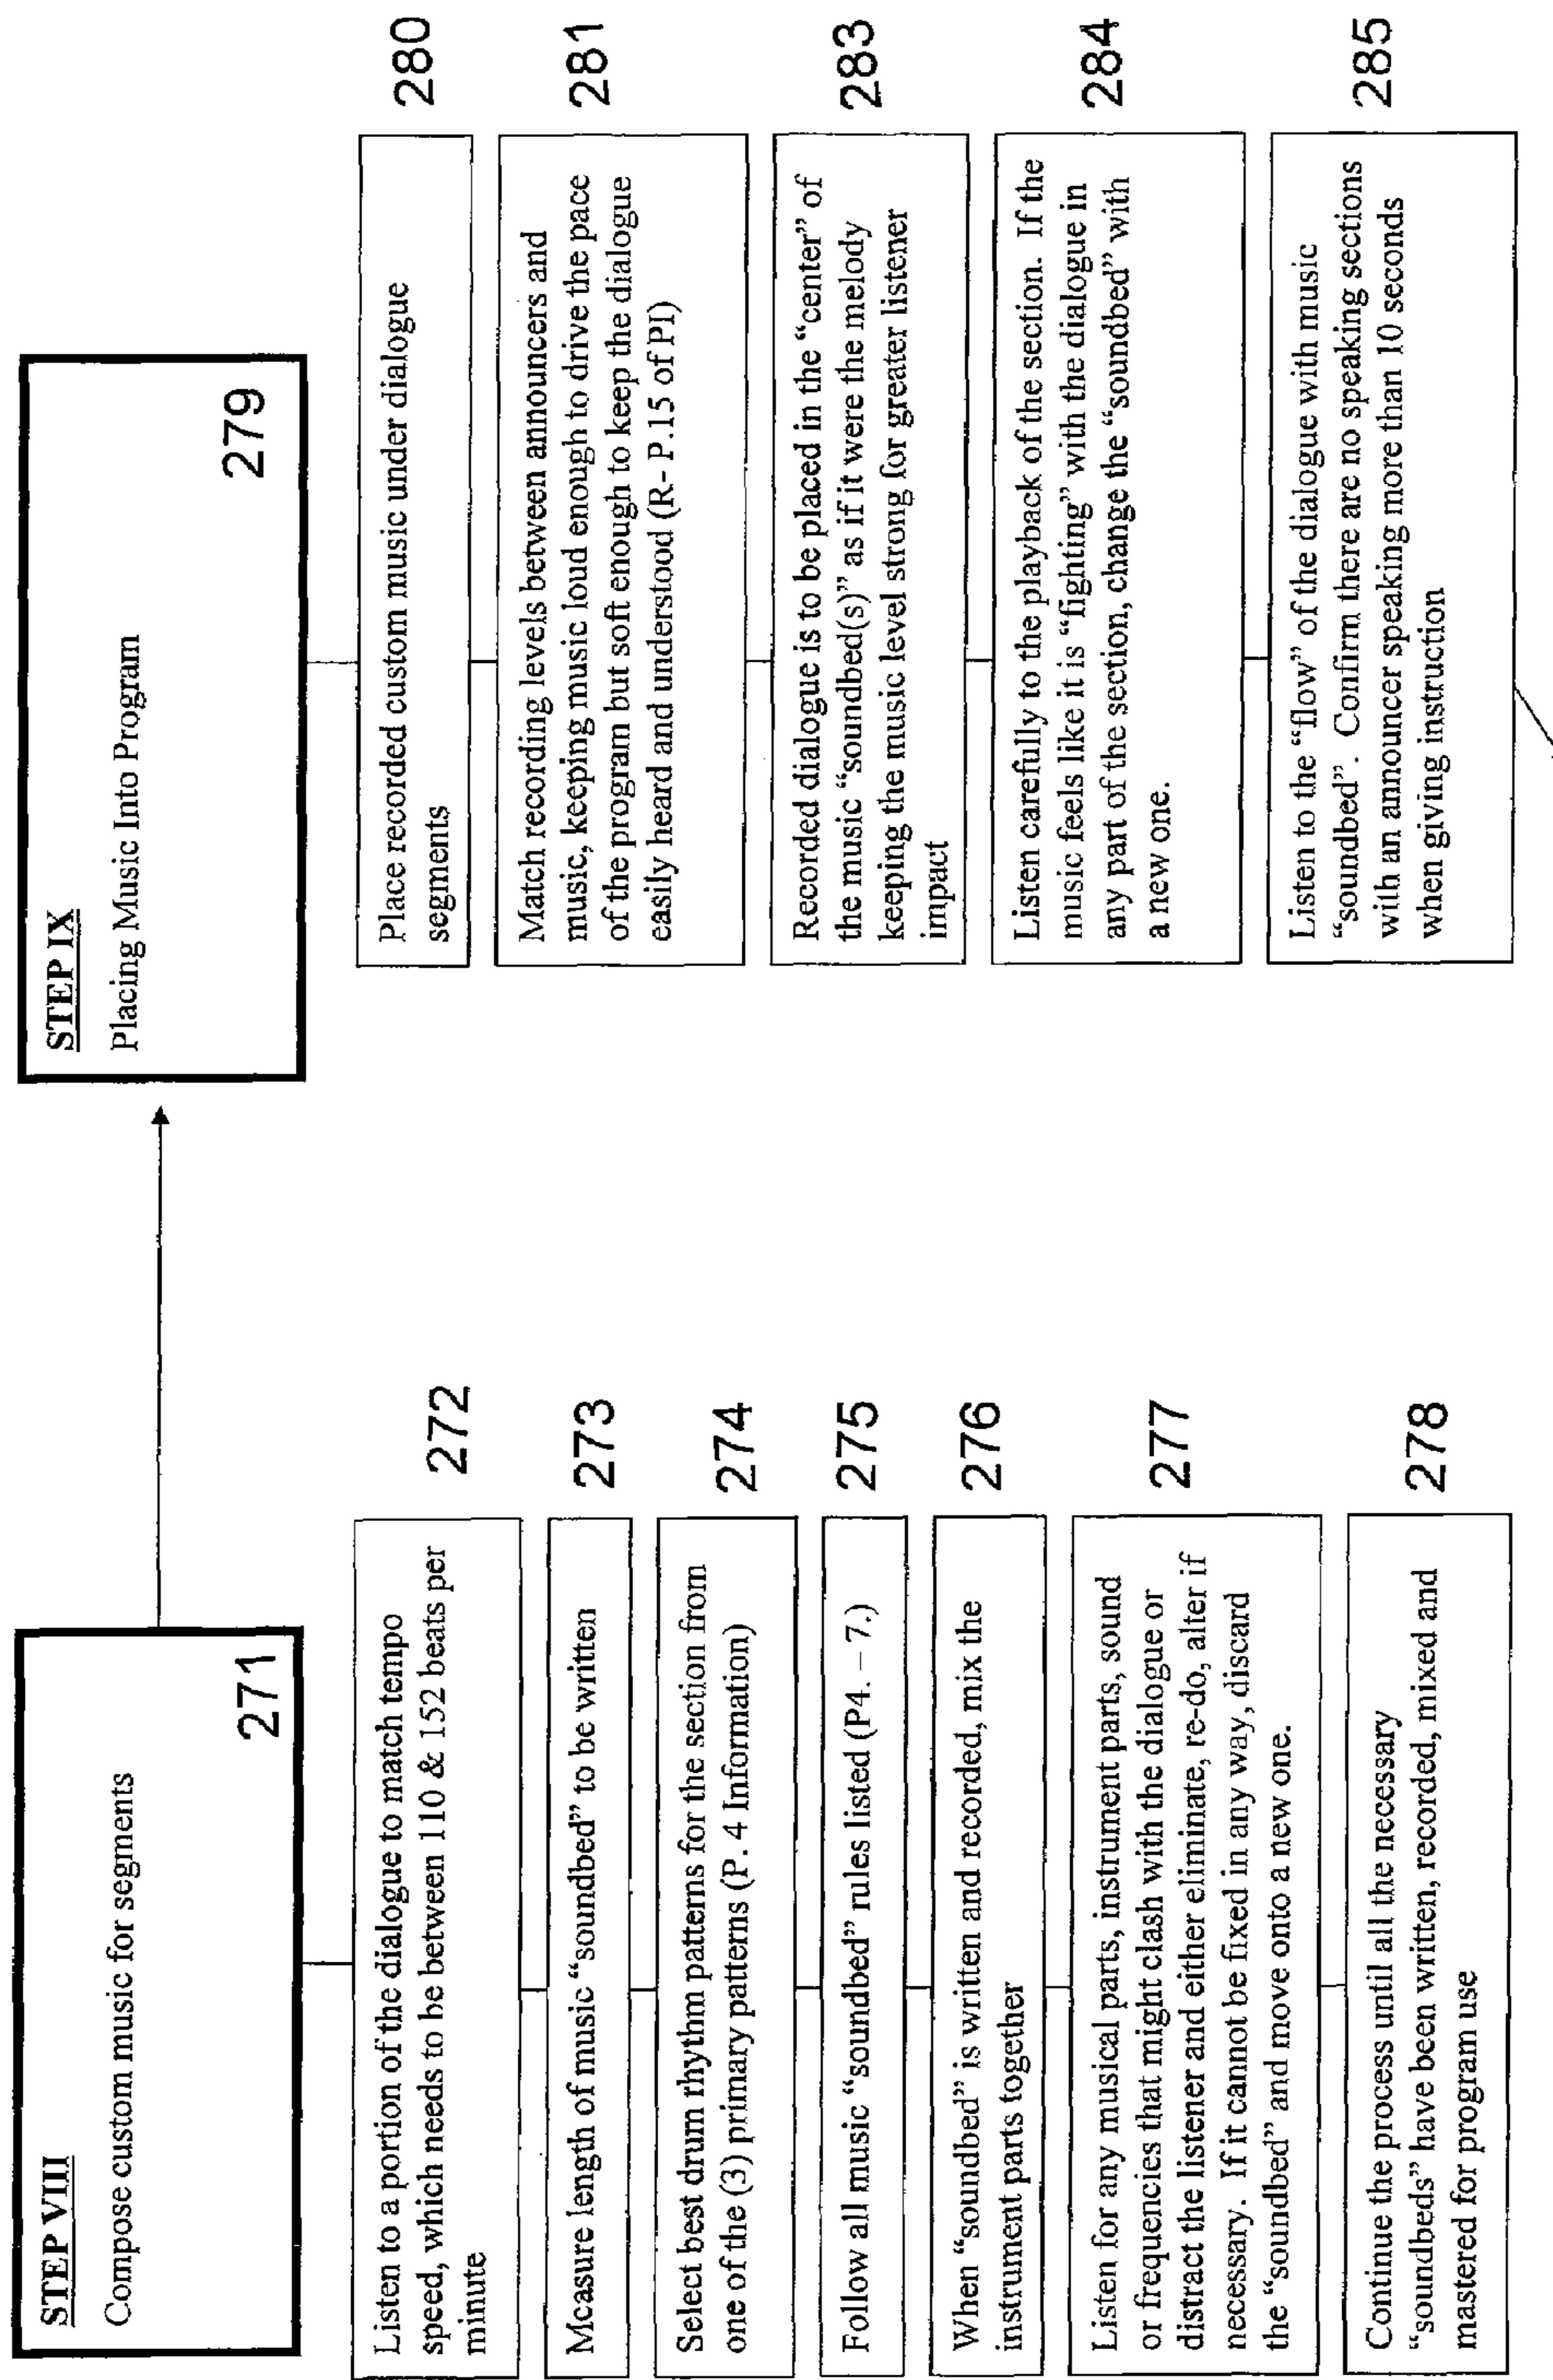 STEP VIII
Compose custom music for segments
271
Listen to a portion of the dialogue to match tempo
speed, which needs to be between 110 & 152 beats per
minute
272
Measure length of music “soundbed” to be written
273
Select best drum rhythm patterns for the section from
one of the (3) primary patterns (P. 4 Information)
274
Follow all music “soundbed” rules listed (P4. – 7.)
275
When “soundbed” is written and recorded, mix the
instrument parts together
276
Listen for any musical parts, instrument parts, sound
or frequencies that might clash with the dialogue or
distract the listener and either eliminate, re-do, alter if
necessary. If it cannot be fixed in any way, discard
the “soundbed” and move onto a new one.
277
Continue the process until all the necessary
“soundbeds” have been written, recorded, mixed and
mastered for program use
278
STEP IX
Placing Music Into Program
279
Place recorded custom music under dialogue
segments
280
Match recording levels between announcers and
music, keeping music loud enough to drive the pace
of the program but soft enough to keep the dialogue
easily heard and understood (R- P.15 of PI)
281
Recorded dialogue is to be placed in the “center” of
the music “soundbed(s)” as if it were the melody
keeping the music level strong for greater listener
impact
283
Listen carefully to the playback of the section. If the
music feels like it is “fighting” with the dialogue in
any part of the section, change the “soundbed” with
a new one.
284
Listen to the “flow” of the dialogue with music
“soundbed”. Confirm there are no speaking sections
with an announcer speaking more than 10 seconds
when giving instruction
285